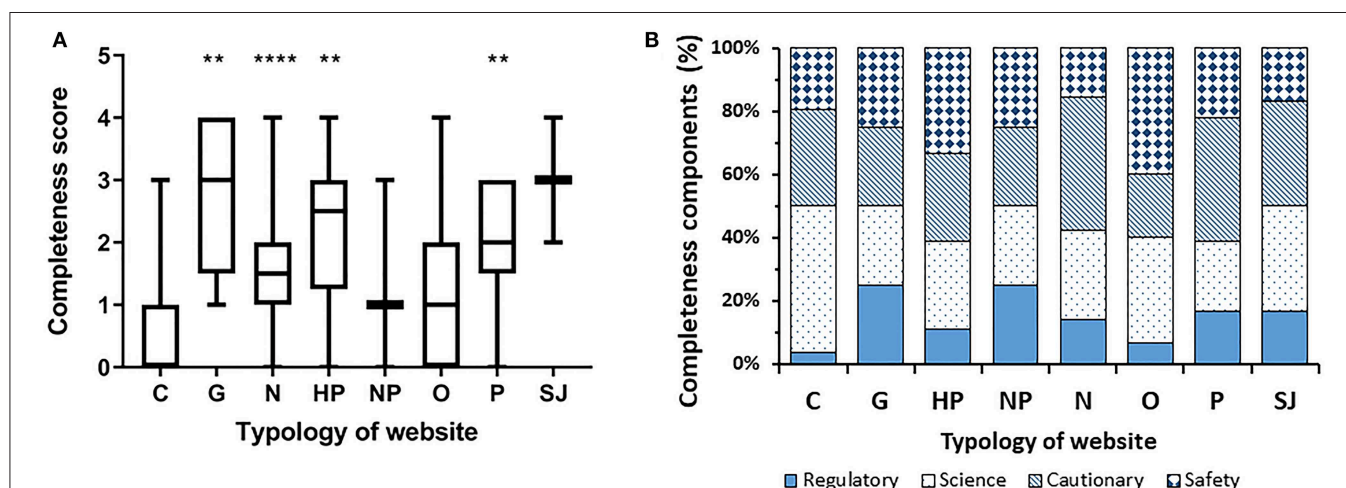 A
Completeness score
5
4
3
2
1
0
** **** ** **
C G N HP NP O P SJ
Typology of website
B
Completeness components (%)
100%
80%
60%
40%
20%
0%
C G HP NP N O P SJ
Typology of website
Regulatory Science Cautionary Safety